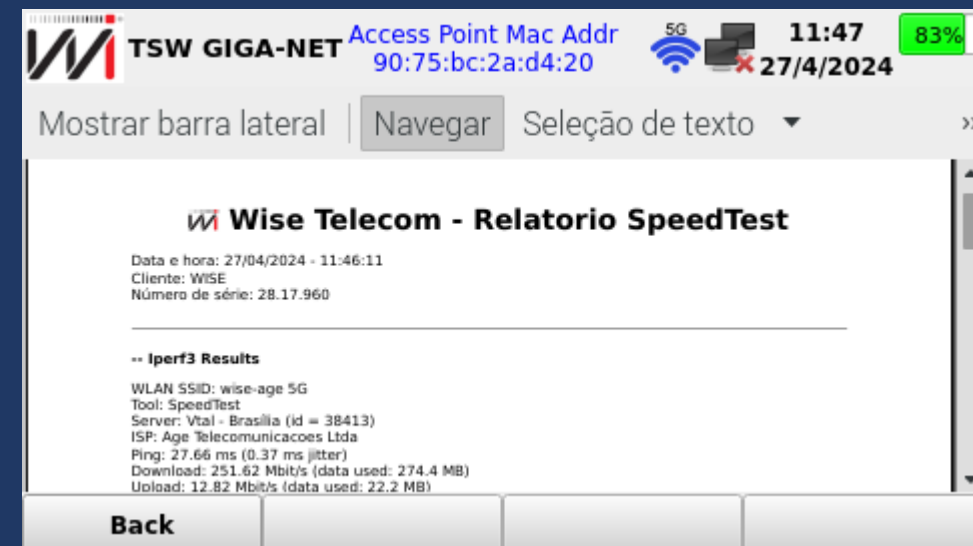 TSW GIGA-NET
Access Point Mac Addr
90:75:bc:2a:d4:20
5G
11:47
27/4/2024
83%
Mostrar barra lateral
Navegar
Seleção de texto
Wise Telecom - Relatorio SpeedTest
Data e hora: 27/04/2024 - 11:46:11
Cliente: WISE
Número de série: 28.17.960
-- Iperf3 Results
WLAN SSID: wise-age 5G
Tool: SpeedTest
Server: Vtal - Brasília (id = 38413)
ISP: Age Telecomunicacoes Ltda
Ping: 27.66 ms (0.37 ms jitter)
Download: 251.62 Mbit/s (data used: 274.4 MB)
Upload: 12.82 Mbit/s (data used: 22.2 MB)
Back